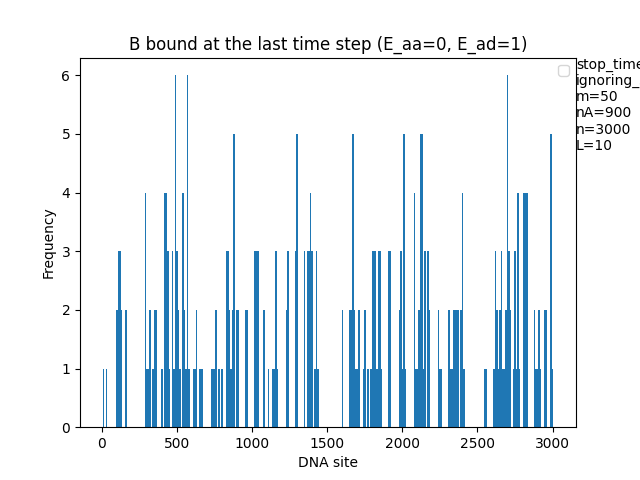 B bound at the last time step (E_aa=0, E_ad=1)
stop_time
ignoring_
m=50
nA=900
n=3000
L=10
6
5
4
3
2
1
0
Frequency
0 500 1000 1500 2000 2500 3000
DNA site